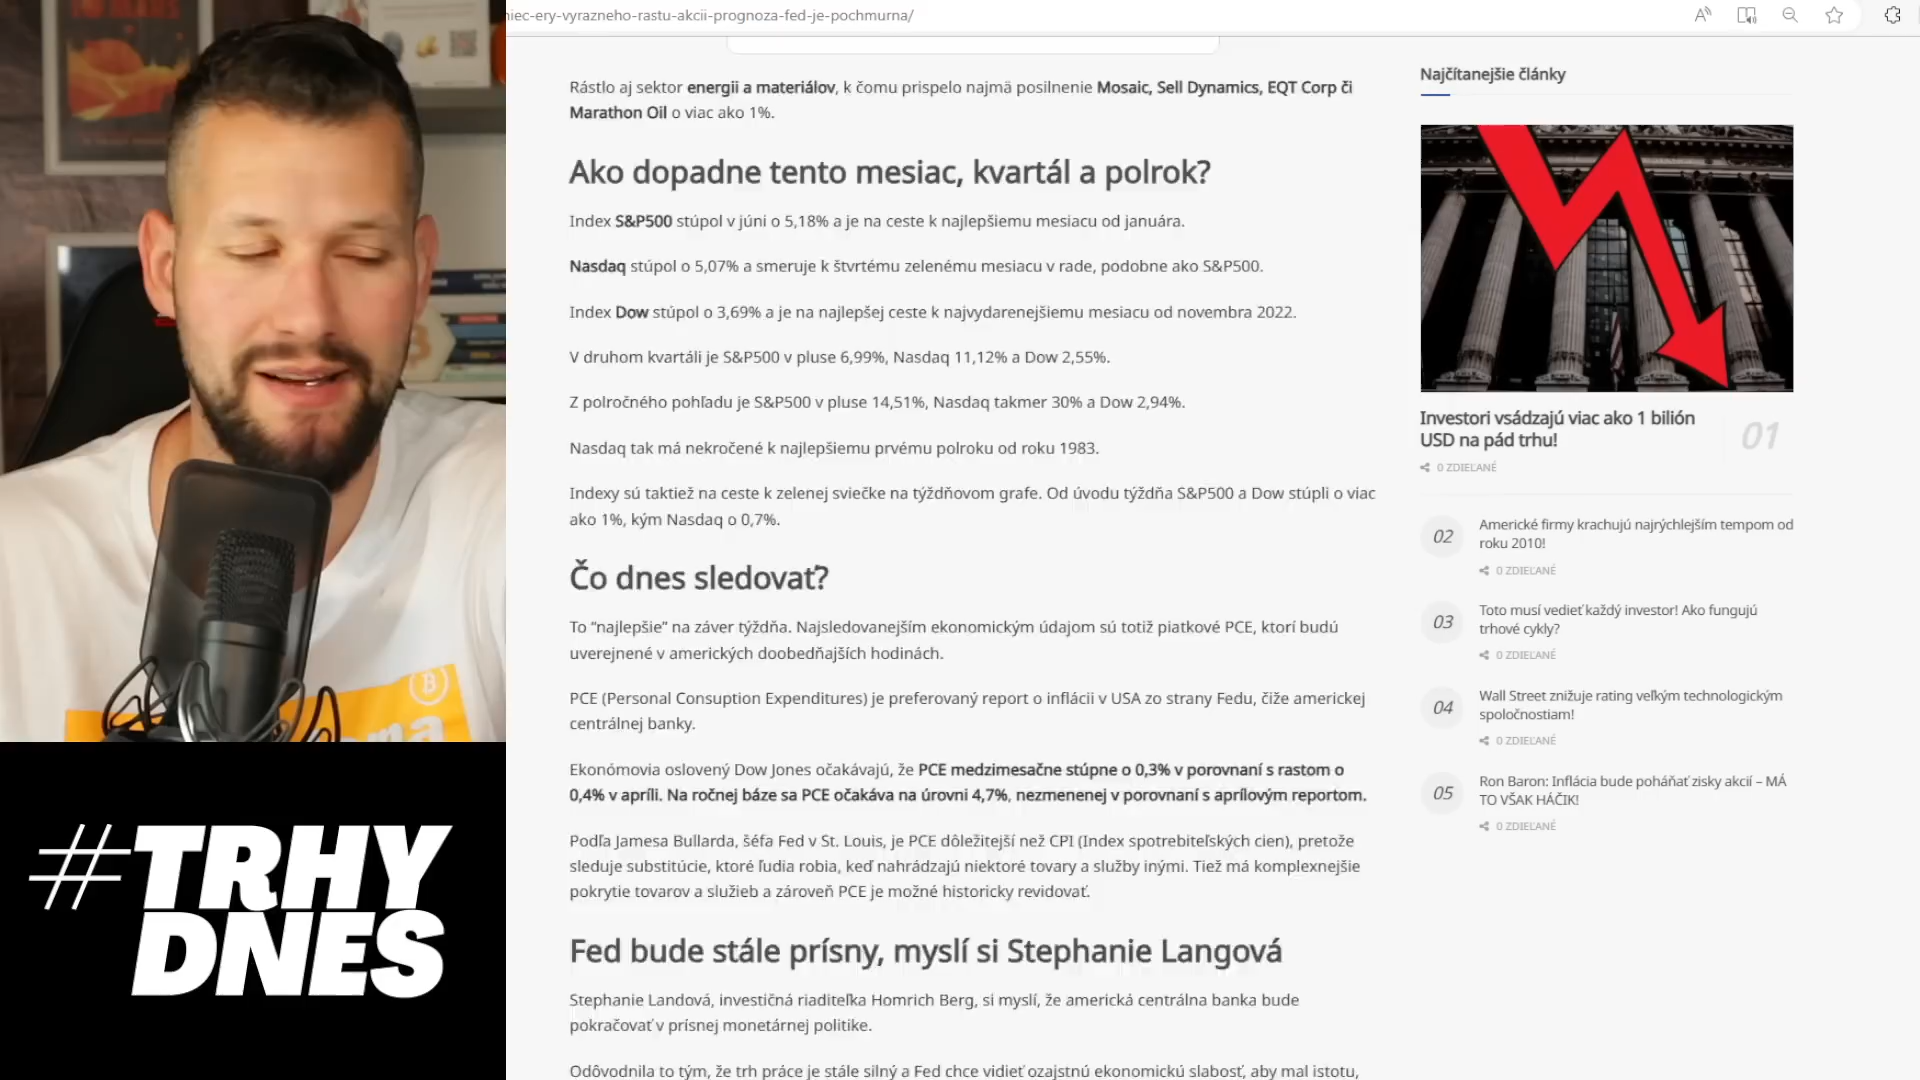 niec-ery-vyrazneho-rastu-akcii-prognoza-fed-je-pochmurna/
Rástlo aj sektor energii a materiálov, k čomu prispelo najmä posilnenie Mosaic, Sell Dynamics, EQT Corp či
Marathon Oil o viac ako 1%.
Ako dopadne tento mesiac, kvartál a polrok?
Index S&P500 stúpol v júni o 5,18% a je na ceste k najlepšiemu mesiacu od januára.
Nasdaq stúpol o 5,07% a smeruje k štvrtému zelenému mesiacu v rade, podobne ako S&P500.
Index Dow stúpol o 3,69% a je na najlepšej ceste k najvydarenejšiemu mesiacu od novembra 2022.
V druhom kvartáli je S&P500 v pluse 6,99%, Nasdaq 11,12% a Dow 2,55%.
Z polročného pohľadu je S&P500 v pluse 14,51%, Nasdaq takmer 30% a Dow 2,94%.
Nasdaq tak má nekročené k najlepšiemu prvému polroku od roku 1983.
Indexy sú taktiež na ceste k zelenej sviečke na týždňovom grafe. Od úvodu týždňa S&P500 a Dow stúpli o viac
ako 1%, kým Nasdaq o 0,7%.
Čo dnes sledovať?
To “najlepšie” na záver týždňa. Najsledovanejším ekonomickým údajom sú totiž piatkové PCE, ktorí budú
uverejnené v amerických doobedňajších hodinách.
PCE (Personal Consuption Expenditures) je preferovaný report o inflácii v USA zo strany Fedu, čiže americkej
centrálnej banky.
Ekonómovia oslovený Dow Jones očakávajú, že PCE medzimesačne stúpne o 0,3% v porovnaní s rastom o
0,4% v apríli. Na ročnej báze sa PCE očakáva na úrovni 4,7%, nezmenenej v porovnaní s aprílovým reportom.
Podľa Jamesa Bullarda, šéfa Fed v St. Louis, je PCE dôležitejší než CPI (Index spotrebiteľských cien), pretože
sleduje substitúcie, ktoré ľudia robia, keď nahrádzajú niektoré tovary a služby inými. Tiež má komplexnejšie
pokrytie tovarov a služieb a zároveň PCE je možné historicky revidovať.
Fed bude stále prísny, myslí si Stephanie Langová
Stephanie Landová, investičná riaditeľka Homrich Berg, si myslí, že americká centrálna banka bude
pokračovať v prísnej monetárnej politike.
Odôvodnila to tým, že trh práce je stále silný a Fed chce vidieť ozajstnú ekonomickú slabosť, aby mal istotu,
Najčítanejšie články
Investori vsádzajú viac ako 1 bilión
USD na pád trhu!
01
0 ZDIEĽANÉ
02
Americké firmy krachujú najrýchlejším tempom od
roku 2010!
0 ZDIEĽANÉ
03
Toto musí vedieť každý investor! Ako fungujú
trhové cykly?
0 ZDIEĽANÉ
04
Wall Street znižuje rating veľkým technologickým
spoločnostiam!
0 ZDIEĽANÉ
05
Ron Baron: Inflácia bude poháňať zisky akcií – MÁ
TO VŠAK HÁČIK!
0 ZDIEĽANÉ
#TRHY
DNES